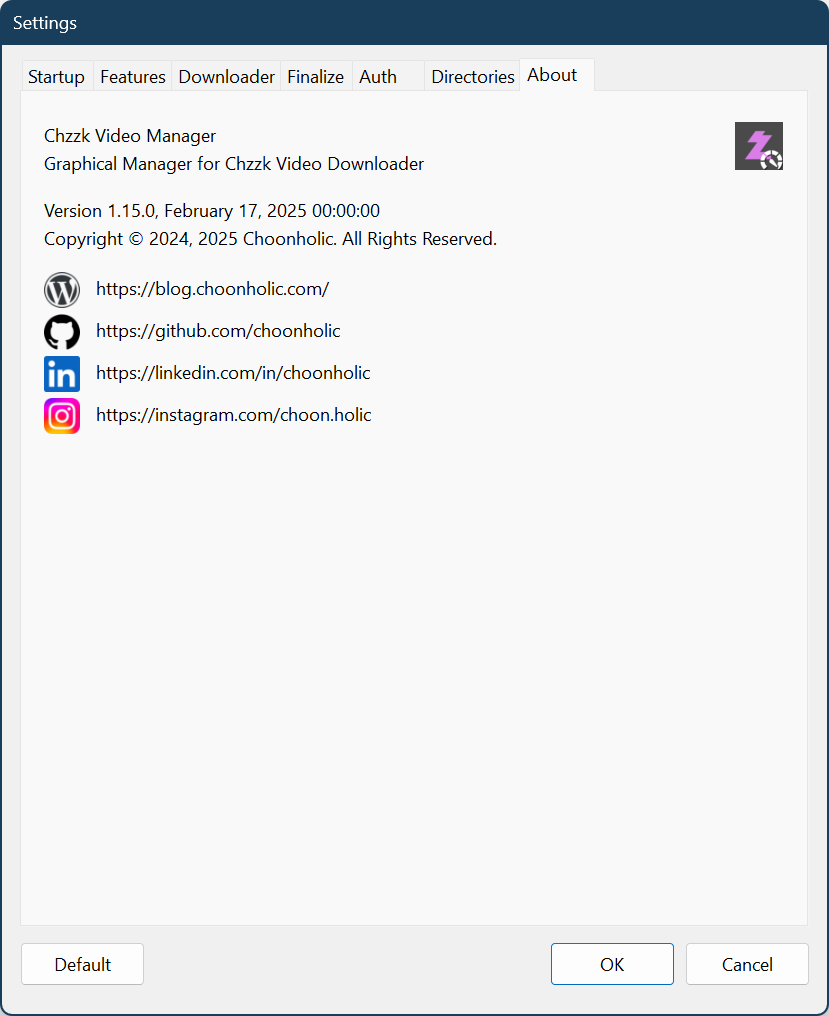 Settings
Startup Features Downloader Finalize Auth Directories About
Chzzk Video Manager
Graphical Manager for Chzzk Video Downloader
Version 1.15.0, February 17, 2025 00:00:00
Copyright © 2024, 2025 Choonholic. All Rights Reserved.
https://blog.choonholic.com/
https://github.com/choonholic
https://linkedin.com/in/choonholic
https://instagram.com/choon.holic
Default OK Cancel